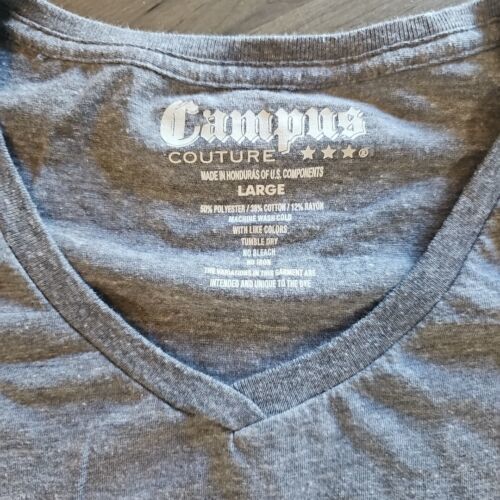 Campus
COUTURE ★★★®
MADE IN HONDURAS OF U.S. COMPONENTS
LARGE
50% POLYESTER / 38% COTTON / 12% RAYON
MACHINE WASH COLD
WITH LIKE COLORS
TUMBLE DRY
NO BLEACH
NO IRON
THE VARIATIONS IN THIS GARMENT ARE
INTENDED AND UNIQUE TO THE DYE